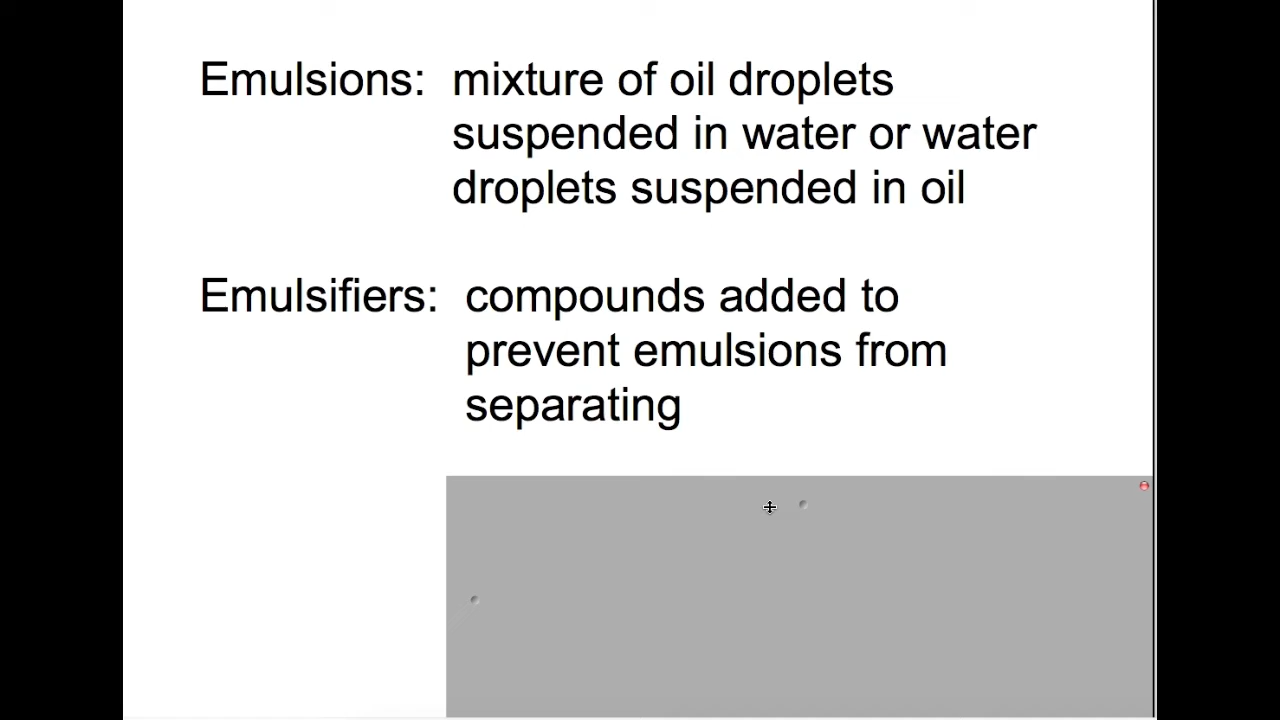 Emulsions: mixture of oil droplets
suspended in water or water
droplets suspended in oil
Emulsifiers: compounds added to
prevent emulsions from
separating